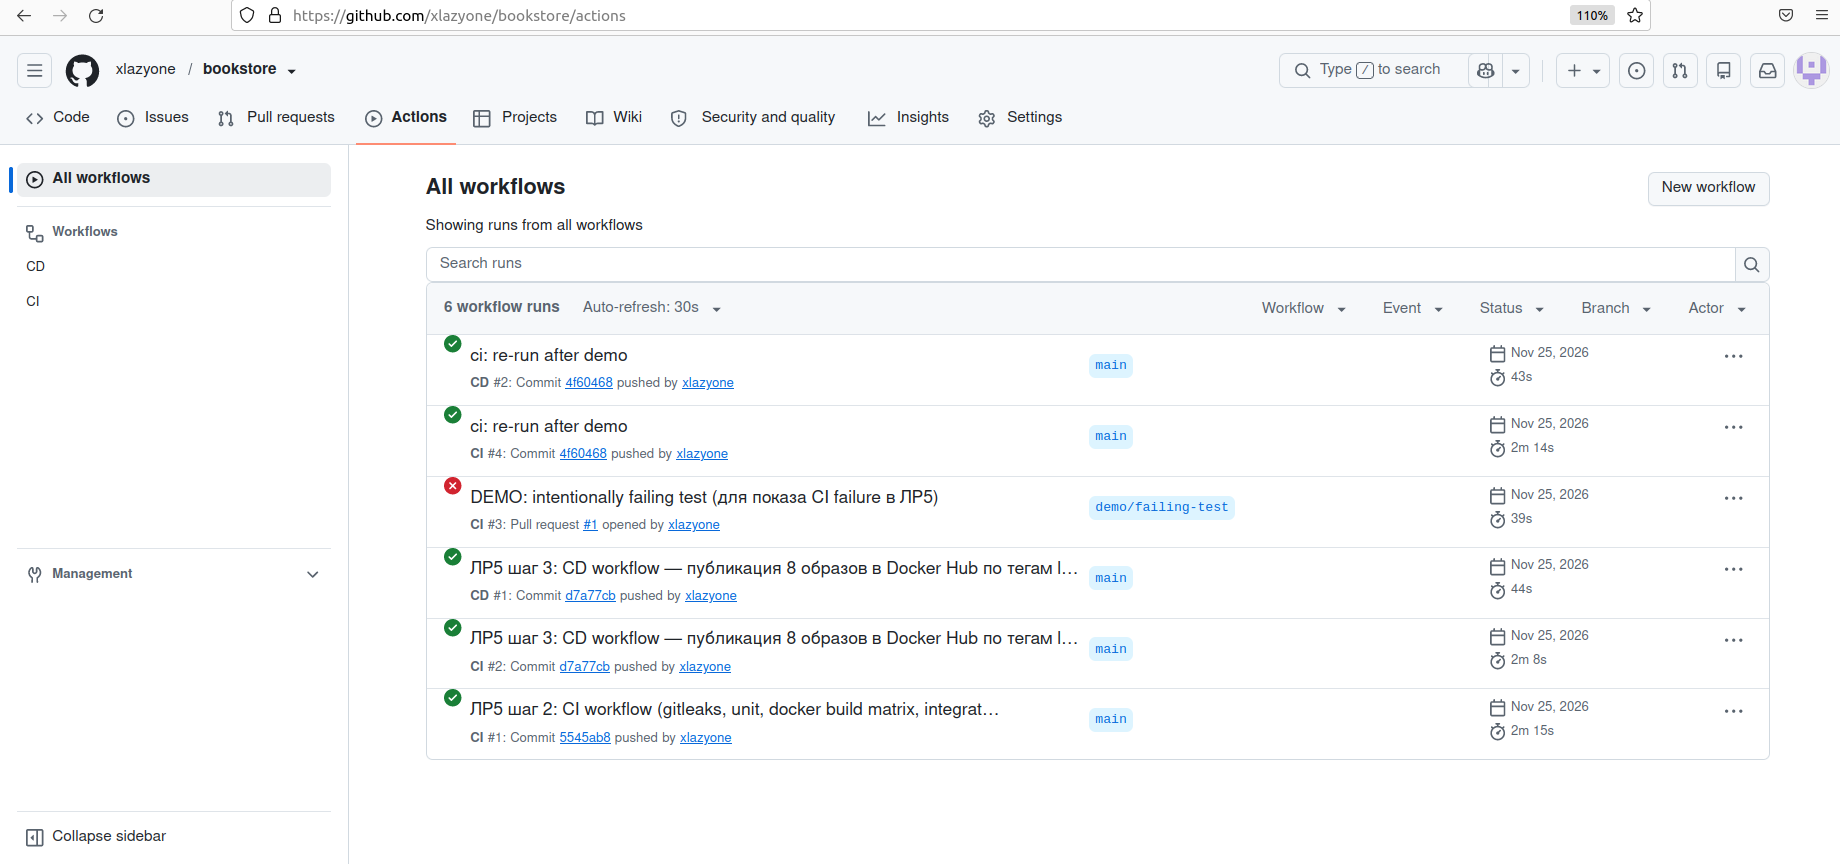 https://github.com/xlazyone/bookstore/actions
110%
xlazyone / bookstore
Type / to search
Code
Issues
Pull requests
Actions
Projects
Wiki
Security and quality
Insights
Settings
All workflows
Workflows
CD
CI
Management
Collapse sidebar
All workflows
New workflow
Showing runs from all workflows
Search runs
6 workflow runs
Auto-refresh: 30s
Workflow
Event
Status
Branch
Actor
ci: re-run after demo
CD #2: Commit 4f60468 pushed by xlazyone
main
Nov 25, 2026
43s
ci: re-run after demo
CI #4: Commit 4f60468 pushed by xlazyone
main
Nov 25, 2026
2m 14s
DEMO: intentionally failing test (для показа CI failure в ЛР5)
CI #3: Pull request #1 opened by xlazyone
demo/failing-test
Nov 25, 2026
39s
ЛР5 шаг 3: CD workflow — публикация 8 образов в Docker Hub по тегам l…
CD #1: Commit d7a77cb pushed by xlazyone
main
Nov 25, 2026
44s
ЛР5 шаг 3: CD workflow — публикация 8 образов в Docker Hub по тегам l…
CI #2: Commit d7a77cb pushed by xlazyone
main
Nov 25, 2026
2m 8s
ЛР5 шаг 2: CI workflow (gitleaks, unit, docker build matrix, integrat…
CI #1: Commit 5545ab8 pushed by xlazyone
main
Nov 25, 2026
2m 15s